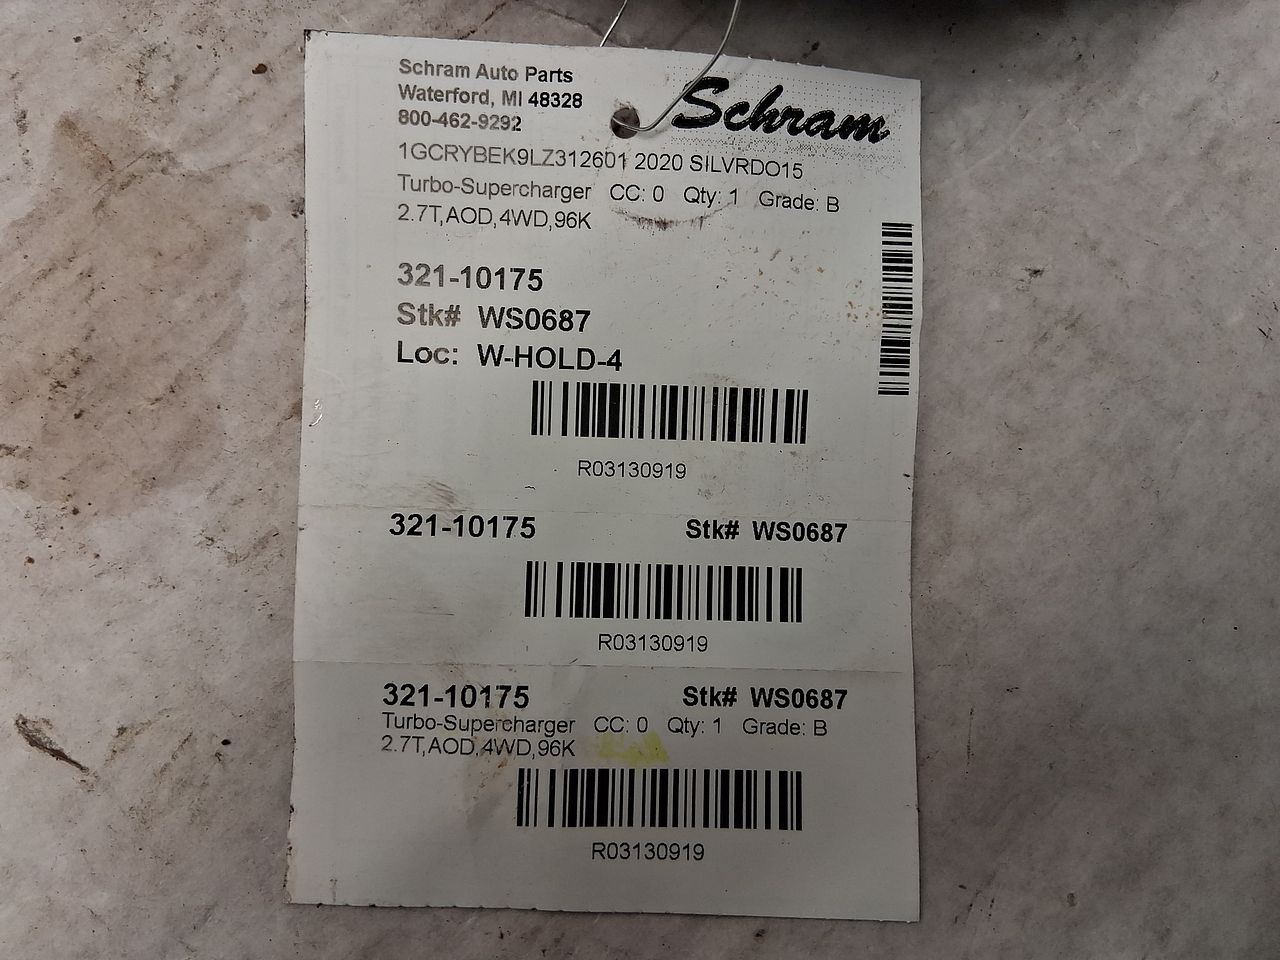 Schram Auto Parts
Waterford, MI 48328
800-462-9292
Schram
1GCRYBEK9LZ312601 2020 SILVRDO15
Turbo-Supercharger CC: 0 Qty: 1 Grade: B
2.7T,AOD,4WD,96K
321-10175
Stk# WS0687
Loc: W-HOLD-4
R03130919
321-10175 Stk# WS0687
R03130919
321-10175 Stk# WS0687
Turbo-Supercharger CC: 0 Qty: 1 Grade: B
2.7T,AOD,4WD,96K
R03130919